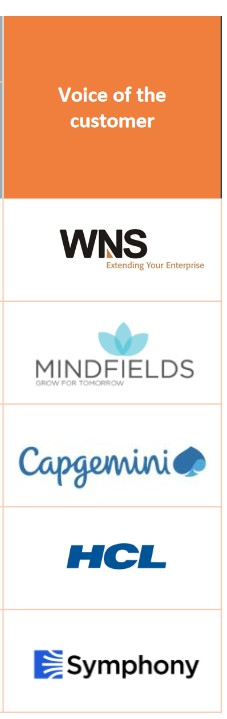 Voice of the
customer
WNS
Extending Your Enterprise
MINDFIELDS
GROW FOR TOMORROW
Capgemini
HCL
Symphony